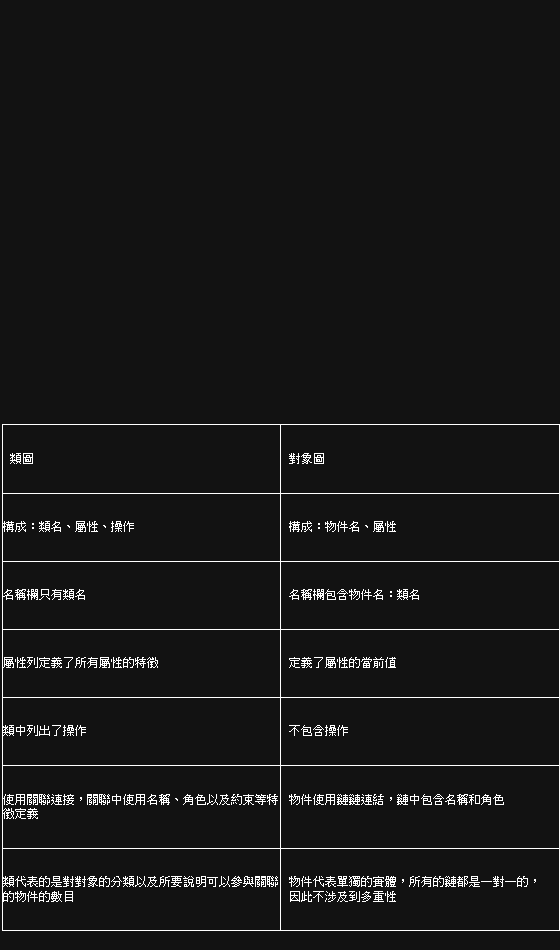 類圖
對象圖
構成：類名、屬性、操作
構成：物件名、屬性
名稱欄只有類名
名稱欄包含物件名：類名
屬性列定義了所有屬性的特徵
定義了屬性的當前值
類中列出了操作
不包含操作
使用關聯連接，關聯中使用名稱、角色以及約束等特
徵定義
物件使用鏈鏈連結，鏈中包含名稱和角色
類代表的是對對象的分類以及所要說明可以參與關聯
的物件的數目
物件代表單獨的實體，所有的鏈都是一對一的，
因此不涉及到多重性